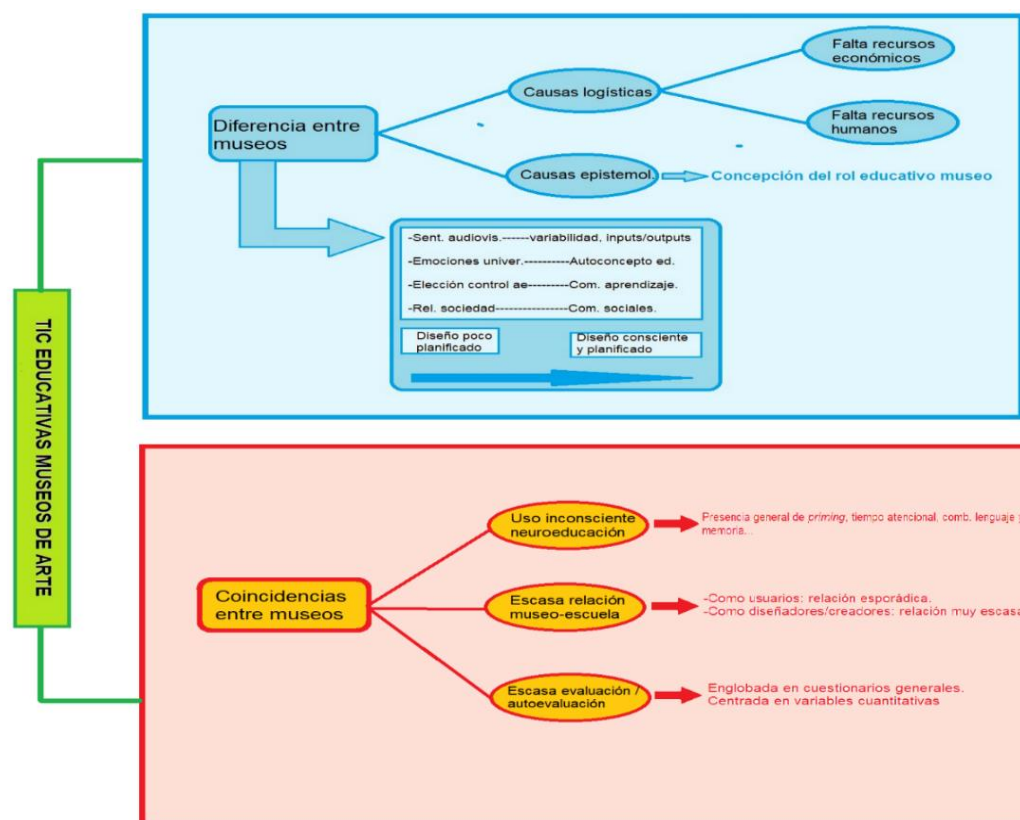 TIC EDUCATIVAS MUSEOS DE ARTE
Diferencia entre
museos
Causas logísticas
Falta recursos
económicos
Falta recursos
humanos
Causas epistemol.
Concepción del rol educativo museo
-Sent. audiovis.------variabilidad, inputs/outputs
-Emociones univer.----------Autoconcepto ed.
-Elección control ae---------Com. aprendizaje.
-Rel. sociedad----------------Com. sociales.
Diseño poco
planificado
Diseño consciente
y planificado
Coincidencias
entre museos
Uso inconsciente
neuroeducación
Presencia general de priming, tiempo atencional, comb. lenguaje y
memoria...
Escasa relación
museo-escuela
-Como usuarios: relación esporádica.
-Como diseñadores/creadores: relación muy escasa
Escasa evaluación /
autoevaluación
Englobada en cuestionarios generales.
Centrada en variables cuantitativas